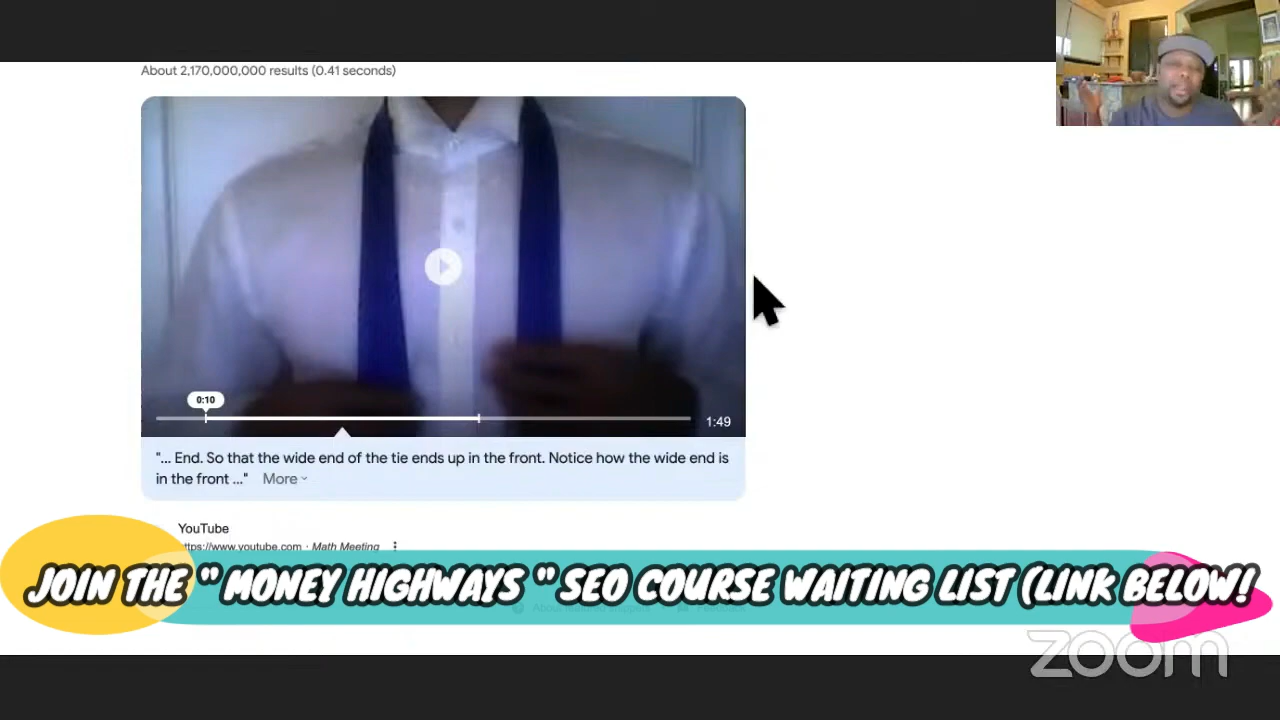 About 2,170,000,000 results (0.41 seconds)
0:10
1:49
"... End. So that the wide end of the tie ends up in the front. Notice how the wide end is
in the front ..." More
YouTube
ttps://www.youtube.com · Math Meeting
JOIN THE " MONEY HIGHWAYS " SEO COURSE WAITING LIST (LINK BELOW!
zoom